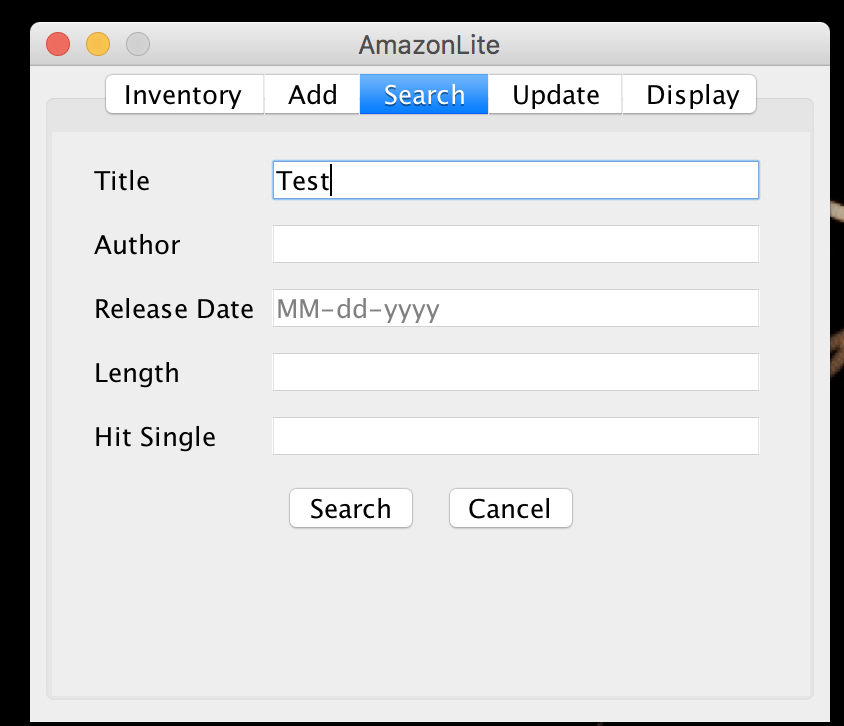 AmazonLite
Inventory Add Search Update Display
Title Test
Author
Release Date MM-dd-yyyy
Length
Hit Single
Search Cancel